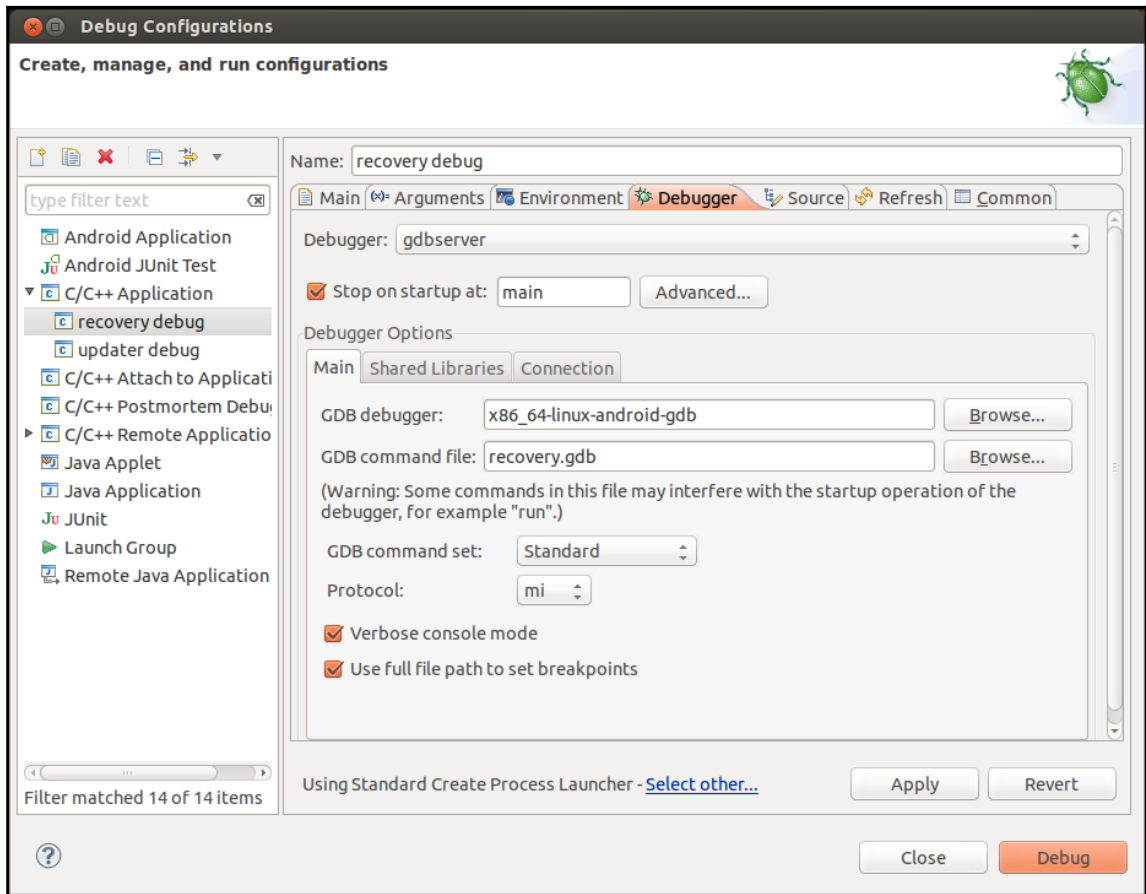 Debug Configurations
Create, manage, and run configurations
type filter text
Android Application
Ju Android JUnit Test
C/C++ Application
recovery debug
updater debug
C/C++ Attach to Applicati
C/C++ Postmortem Debu
C/C++ Remote Applicatio
Java Applet
Java Application
Ju JUnit
Launch Group
Remote Java Application
Filter matched 14 of 14 items
Name: recovery debug
Main (x)= Arguments Environment Debugger Source Refresh Common
Debugger: gdbserver
Stop on startup at: main Advanced...
Debugger Options
Main Shared Libraries Connection
GDB debugger: x86_64-linux-android-gdb Browse...
GDB command file: recovery.gdb Browse...
(Warning: Some commands in this file may interfere with the startup operation of the
debugger, for example "run".)
GDB command set: Standard
Protocol: mi
Verbose console mode
Use full file path to set breakpoints
Using Standard Create Process Launcher - Select other...
Apply Revert
Close Debug